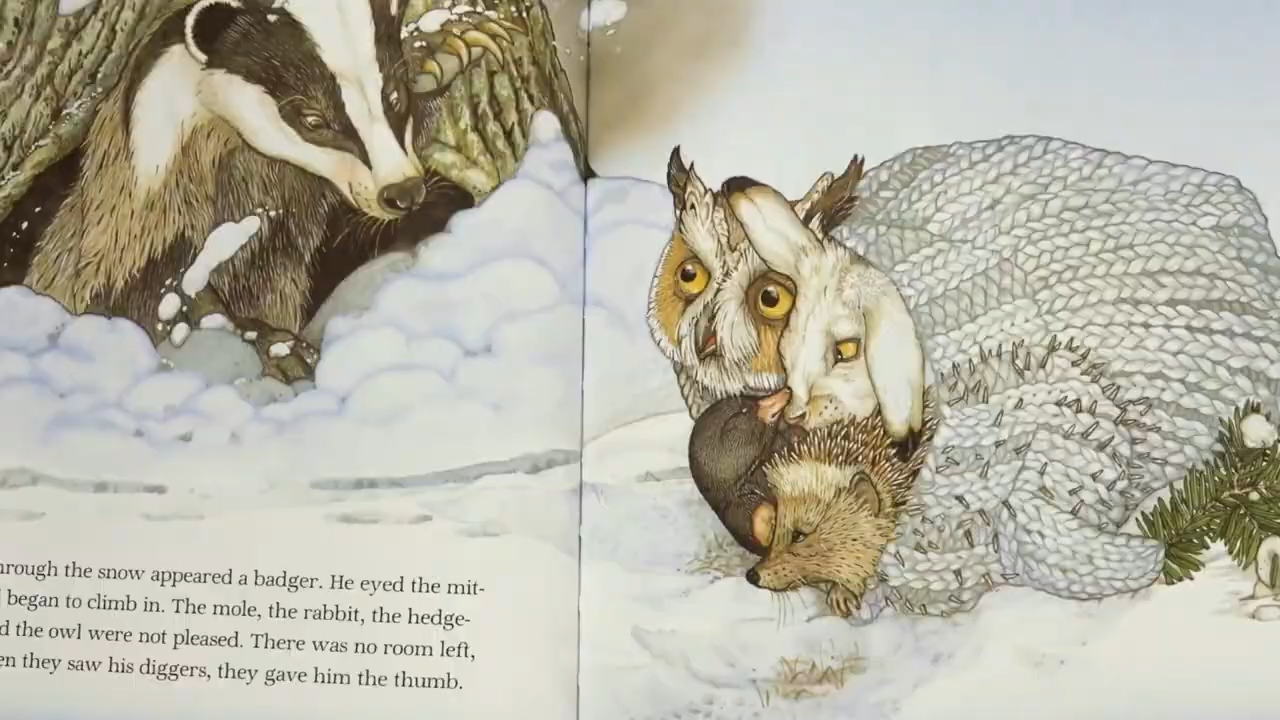 hrough the snow appeared a badger. He eyed the mit-
began to climb in. The mole, the rabbit, the hedge-
d the owl were not pleased. There was no room left,
en they saw his diggers, they gave him the thumb.